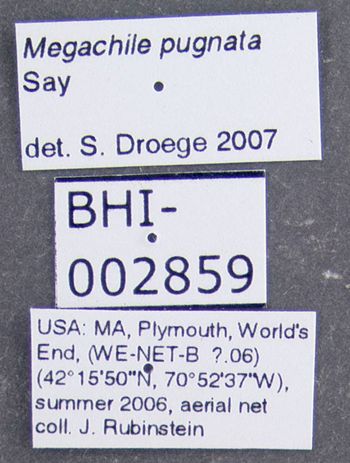 Megachile pugnata
Say
det. S. Droege 2007
BHI-
002859
USA: MA, Plymouth, World's
End, (WE-NET-B ?.06)
(42°15'50"N, 70°52'37"W),
summer 2006, aerial net
coll. J. Rubinstein